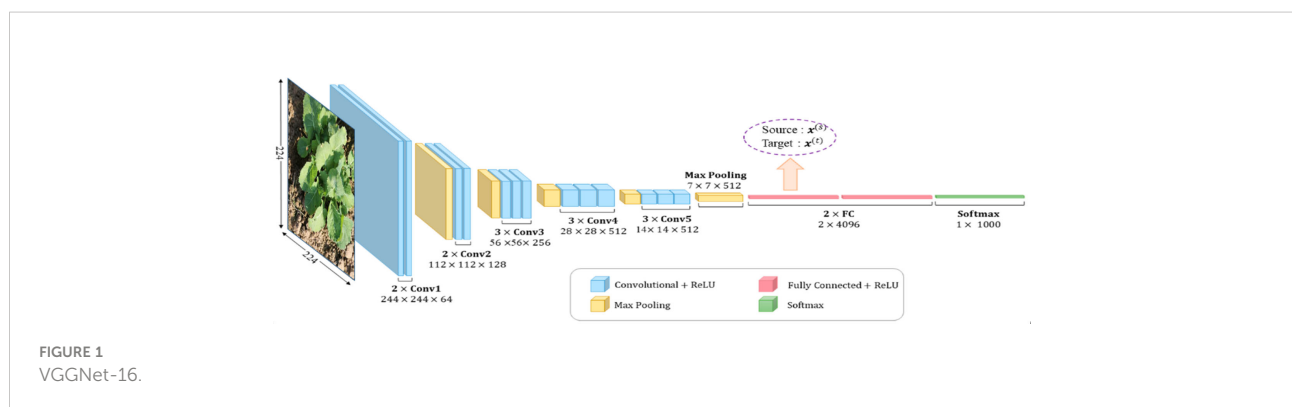 224
224
2 × Conv1
244 × 244 × 64
2 × Conv2
112 × 112 × 128
3 × Conv3
56 ×56× 256
3 × Conv4
28 × 28 × 512
3 × Conv5
14× 14 × 512
Max Pooling
7 × 7 × 512
Source : x(s)
Target : x(t)
2 × FC
2 × 4096
Softmax
1 × 1000
Convolutional + ReLU
Fully Connected + ReLU
Max Pooling
Softmax
FIGURE 1
VGGNet-16.